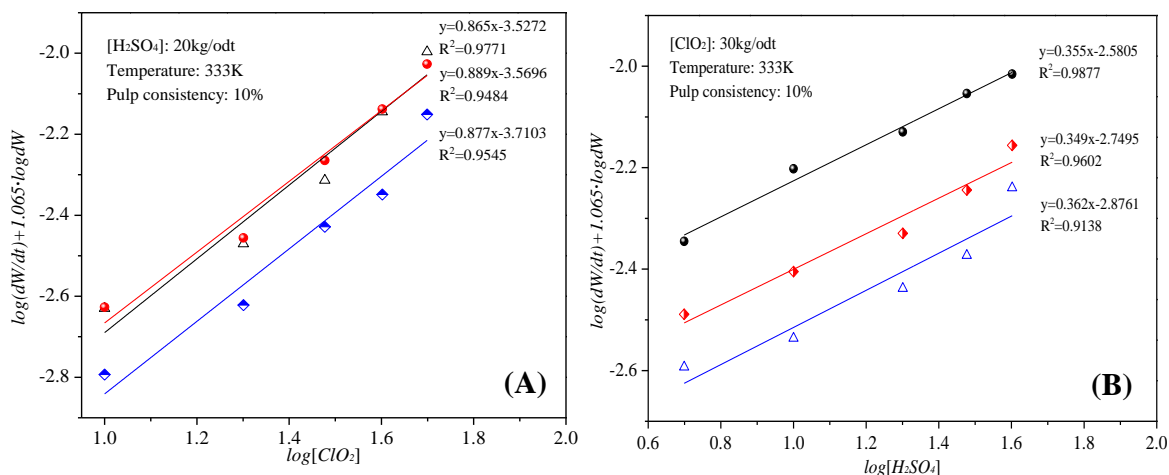 [H₂SO₄]: 20kg/odt
Temperature: 333K
Pulp consistency: 10%
y=0.865x-3.5272
R²=0.9771
y=0.889x-3.5696
R²=0.9484
y=0.877x-3.7103
R²=0.9545
log(dW/dt)+1.065·logdW
-2.0
-2.2
-2.4
-2.6
-2.8
1.0 1.2 1.4 1.6 1.8 2.0
log[ClO₂]
(A)
[ClO₂]: 30kg/odt
Temperature: 333K
Pulp consistency: 10%
y=0.355x-2.5805
R²=0.9877
y=0.349x-2.7495
R²=0.9602
y=0.362x-2.8761
R²=0.9138
log(dW/dt)+1.065·logdW
-2.0
-2.2
-2.4
-2.6
0.6 0.8 1.0 1.2 1.4 1.6 1.8 2.0
log[H₂SO₄]
(B)